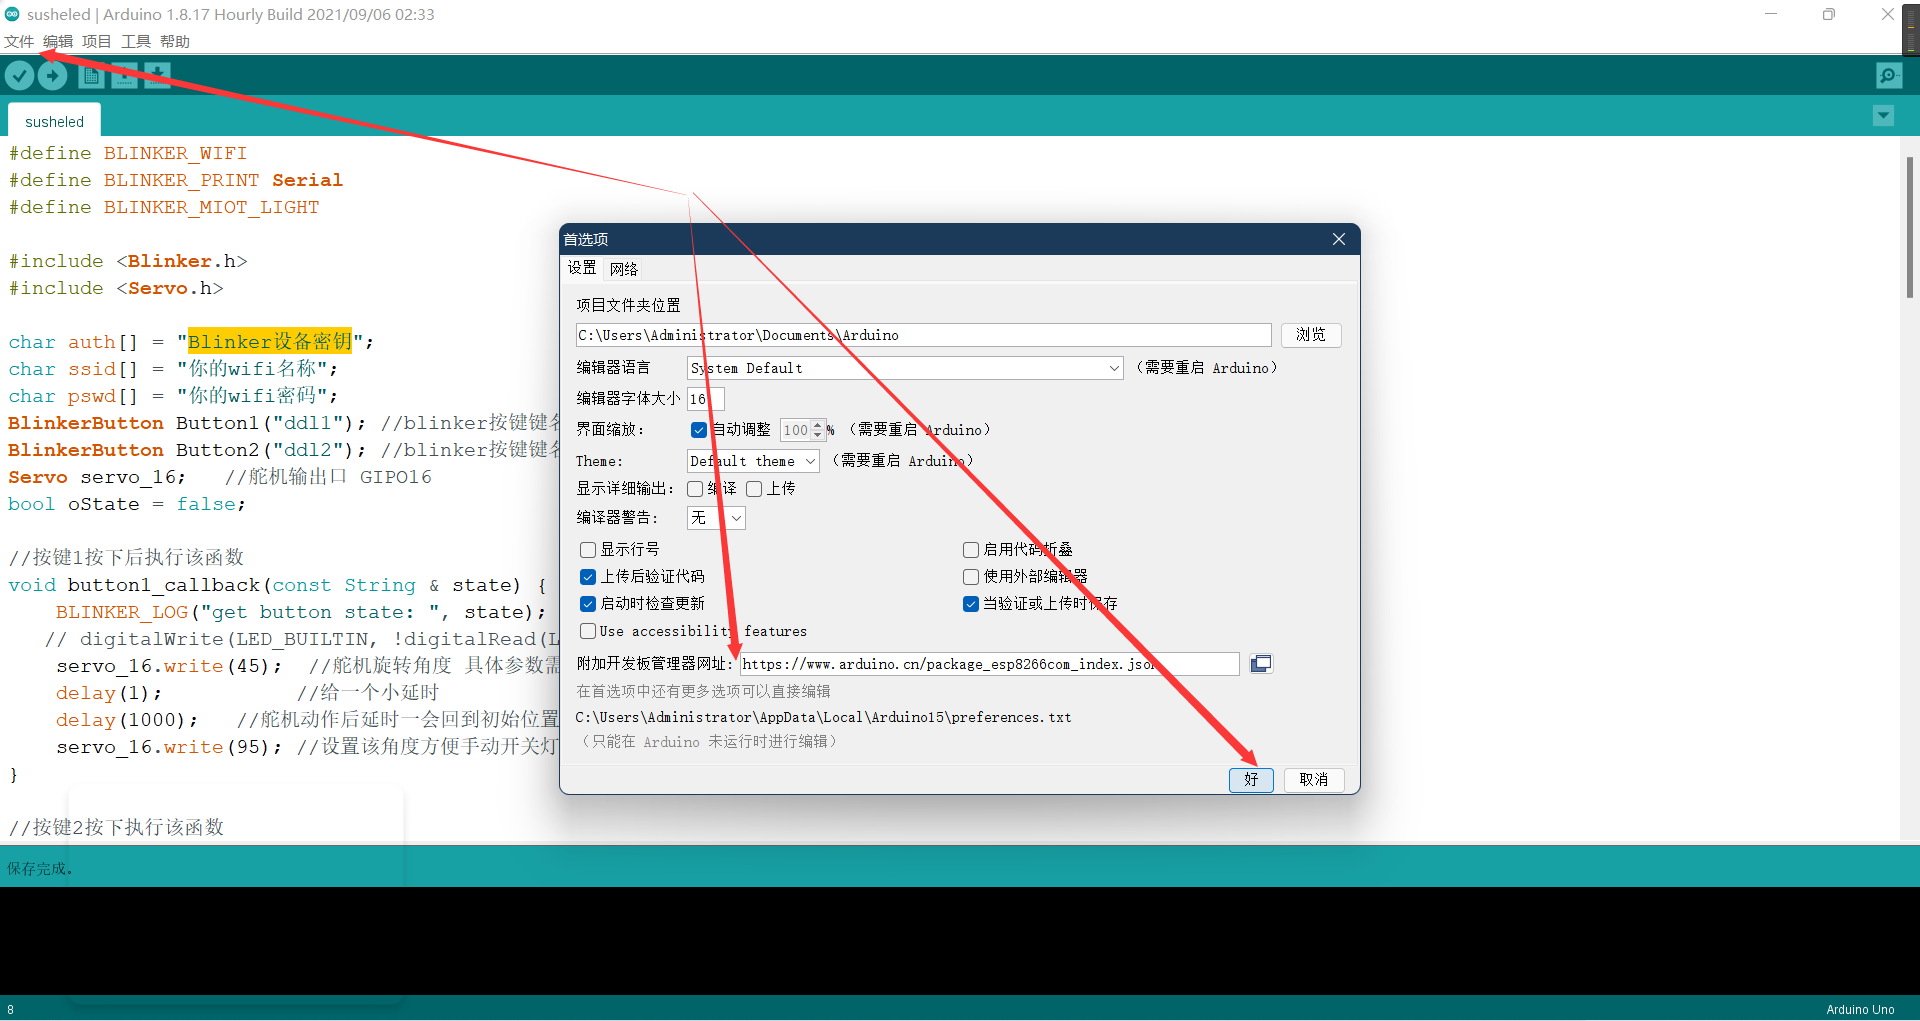 susheled | Arduino 1.8.17 Hourly Build 2021/09/06 02:33
文件 编辑 项目 工具 帮助
susheled
#define BLINKER_WIFI
#define BLINKER_PRINT Serial
#define BLINKER_MIOT_LIGHT
#include <Blinker.h>
#include <Servo.h>
char auth[] = "Blinker设备密钥";
char ssid[] = "你的wifi名称";
char pswd[] = "你的wifi密码";
BlinkerButton Button1("ddl1"); //blinker按键键名
BlinkerButton Button2("ddl2"); //blinker按键键名
Servo servo_16; //舵机输出口 GIPO16
bool oState = false;
//按键1按下后执行该函数
void button1_callback(const String & state) {
BLINKER_LOG("get button state: ", state);
// digitalWrite(LED_BUILTIN, !digitalRead(L
servo_16.write(45); //舵机旋转角度 具体参数需
delay(1); //给一个小延时
delay(1000); //舵机动作后延时一会回到初始位置
servo_16.write(95); //设置该角度方便手动开关灯
}
//按键2按下执行该函数
首选项
设置 网络
项目文件夹位置
C:\Users\Administrator\Documents\Arduino 浏览
编辑器语言 System Default （需要重启 Arduino）
编辑器字体大小 16
界面缩放： 自动调整 100 % （需要重启 Arduino）
Theme: Default theme （需要重启 Arduino）
显示详细输出： 编译 上传
编译器警告: 无
显示行号 启用代码折叠
上传后验证代码 使用外部编辑器
启动时检查更新 当验证或上传时保存
Use accessibility features
附加开发板管理器网址: https://www.arduino.cn/package_esp8266com_index.json
在首选项中还有更多选项可以直接编辑
C:\Users\Administrator\AppData\Local\Arduino15\preferences.txt
（只能在 Arduino 未运行时进行编辑）
好 取消
保存完成。
8 Arduino Uno